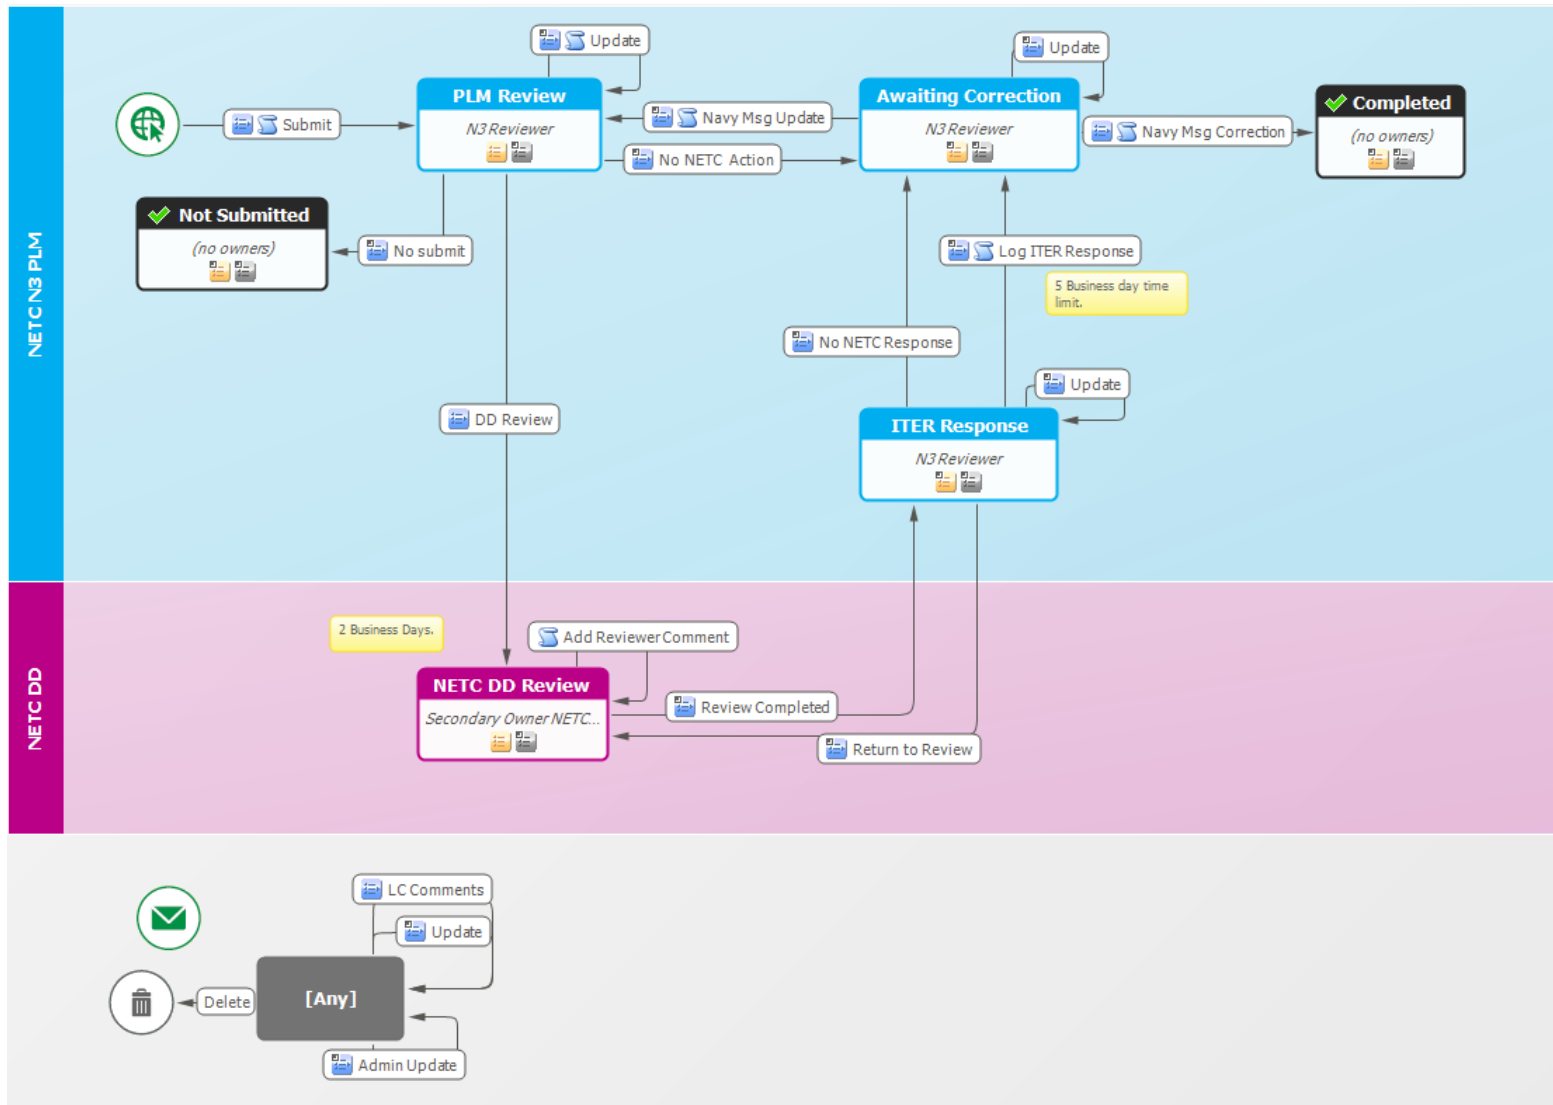 NETC N3 PLM
Update
Update
PLM Review
N3 Reviewer
Awaiting Correction
N3 Reviewer
Completed
(no owners)
Submit
Navy Msg Update
Navy Msg Correction
No NETC Action
Not Submitted
(no owners)
No submit
Log ITER Response
5 Business day time
limit.
No NETC Response
Update
DD Review
ITER Response
N3 Reviewer
NETC DD
2 Business Days.
Add Reviewer Comment
NETC DD Review
Secondary Owner NETC...
Review Completed
Return to Review
LC Comments
Update
[Any]
Delete
Admin Update